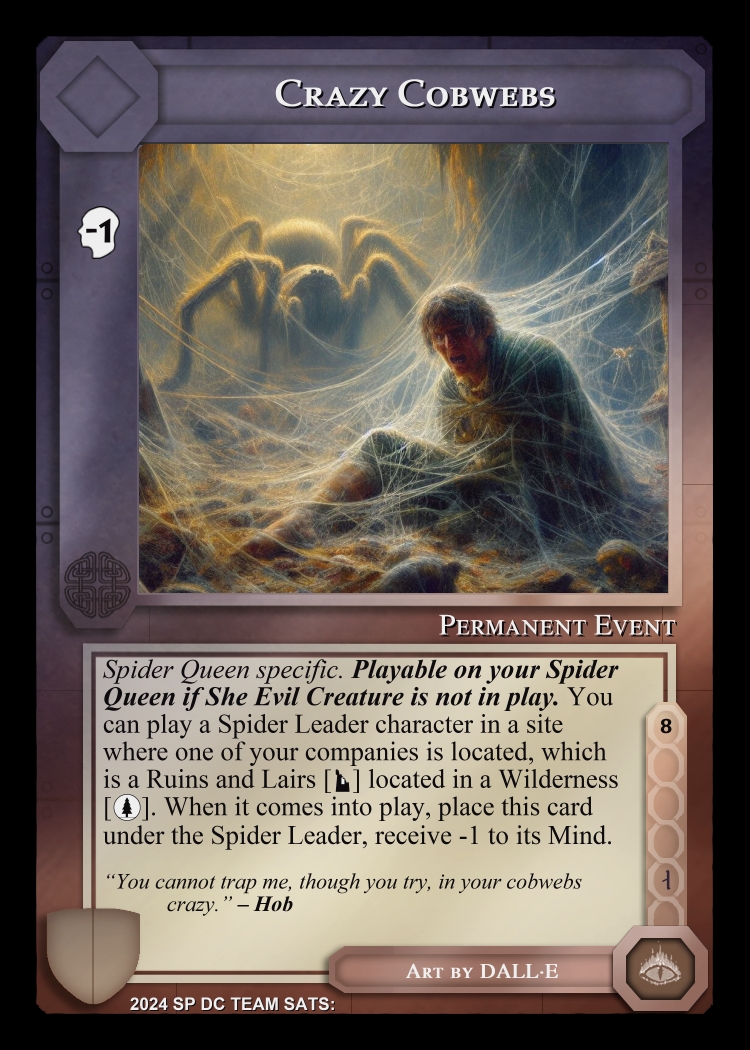 Crazy Cobwebs
-1
Permanent Event
Spider Queen specific. Playable on your Spider
Queen if She Evil Creature is not in play. You
can play a Spider Leader character in a site
where one of your companies is located, which
is a Ruins and Lairs [] located in a Wilderness
[]. When it comes into play, place this card
under the Spider Leader, receive -1 to its Mind.
8
“You cannot trap me, though you try, in your cobwebs
crazy.” – Hob
Art by DALL·E
2024 SP DC TEAM SATS: